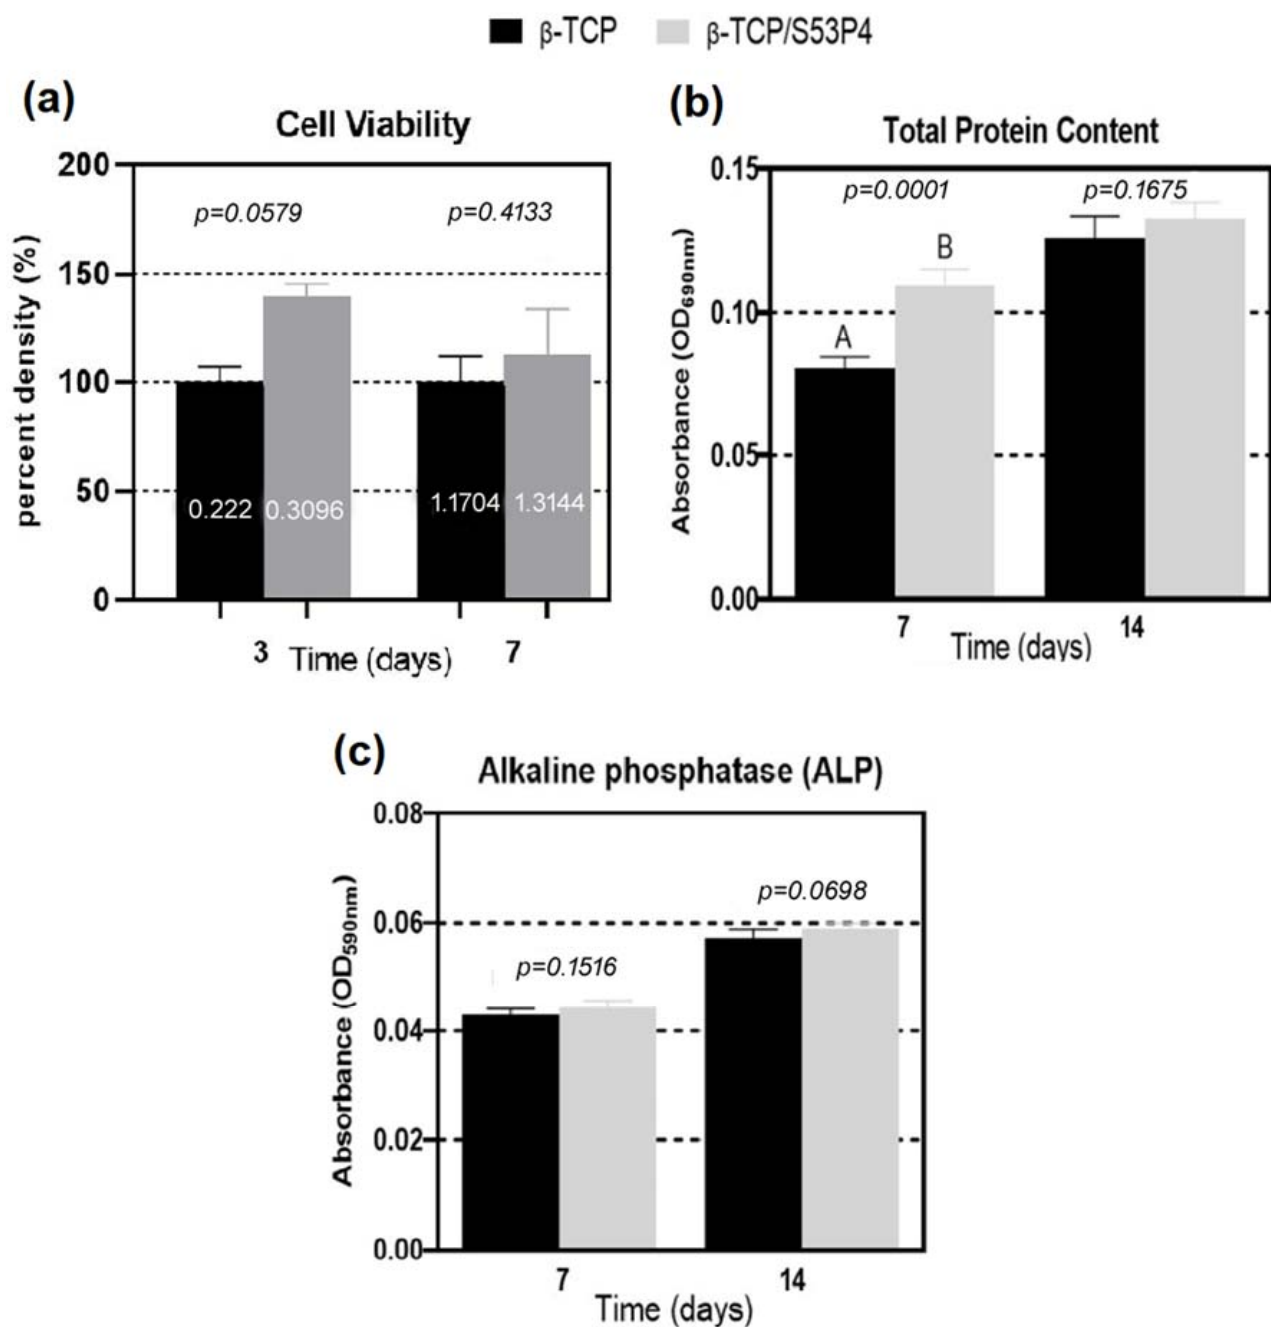 β-TCP β-TCP/S53P4
(a)
Cell Viability
percent density (%)
200
150
100
50
0
p=0.0579 p=0.4133
0.222 0.3096 1.1704 1.3144
3 Time (days) 7
(b)
Total Protein Content
Absorbance (OD690nm)
0.15
0.10
0.05
0.00
p=0.0001 p=0.1675
A B
7 14
Time (days)
(c)
Alkaline phosphatase (ALP)
Absorbance (OD590nm)
0.08
0.06
0.04
0.02
0.00
p=0.1516 p=0.0698
7 14
Time (days)